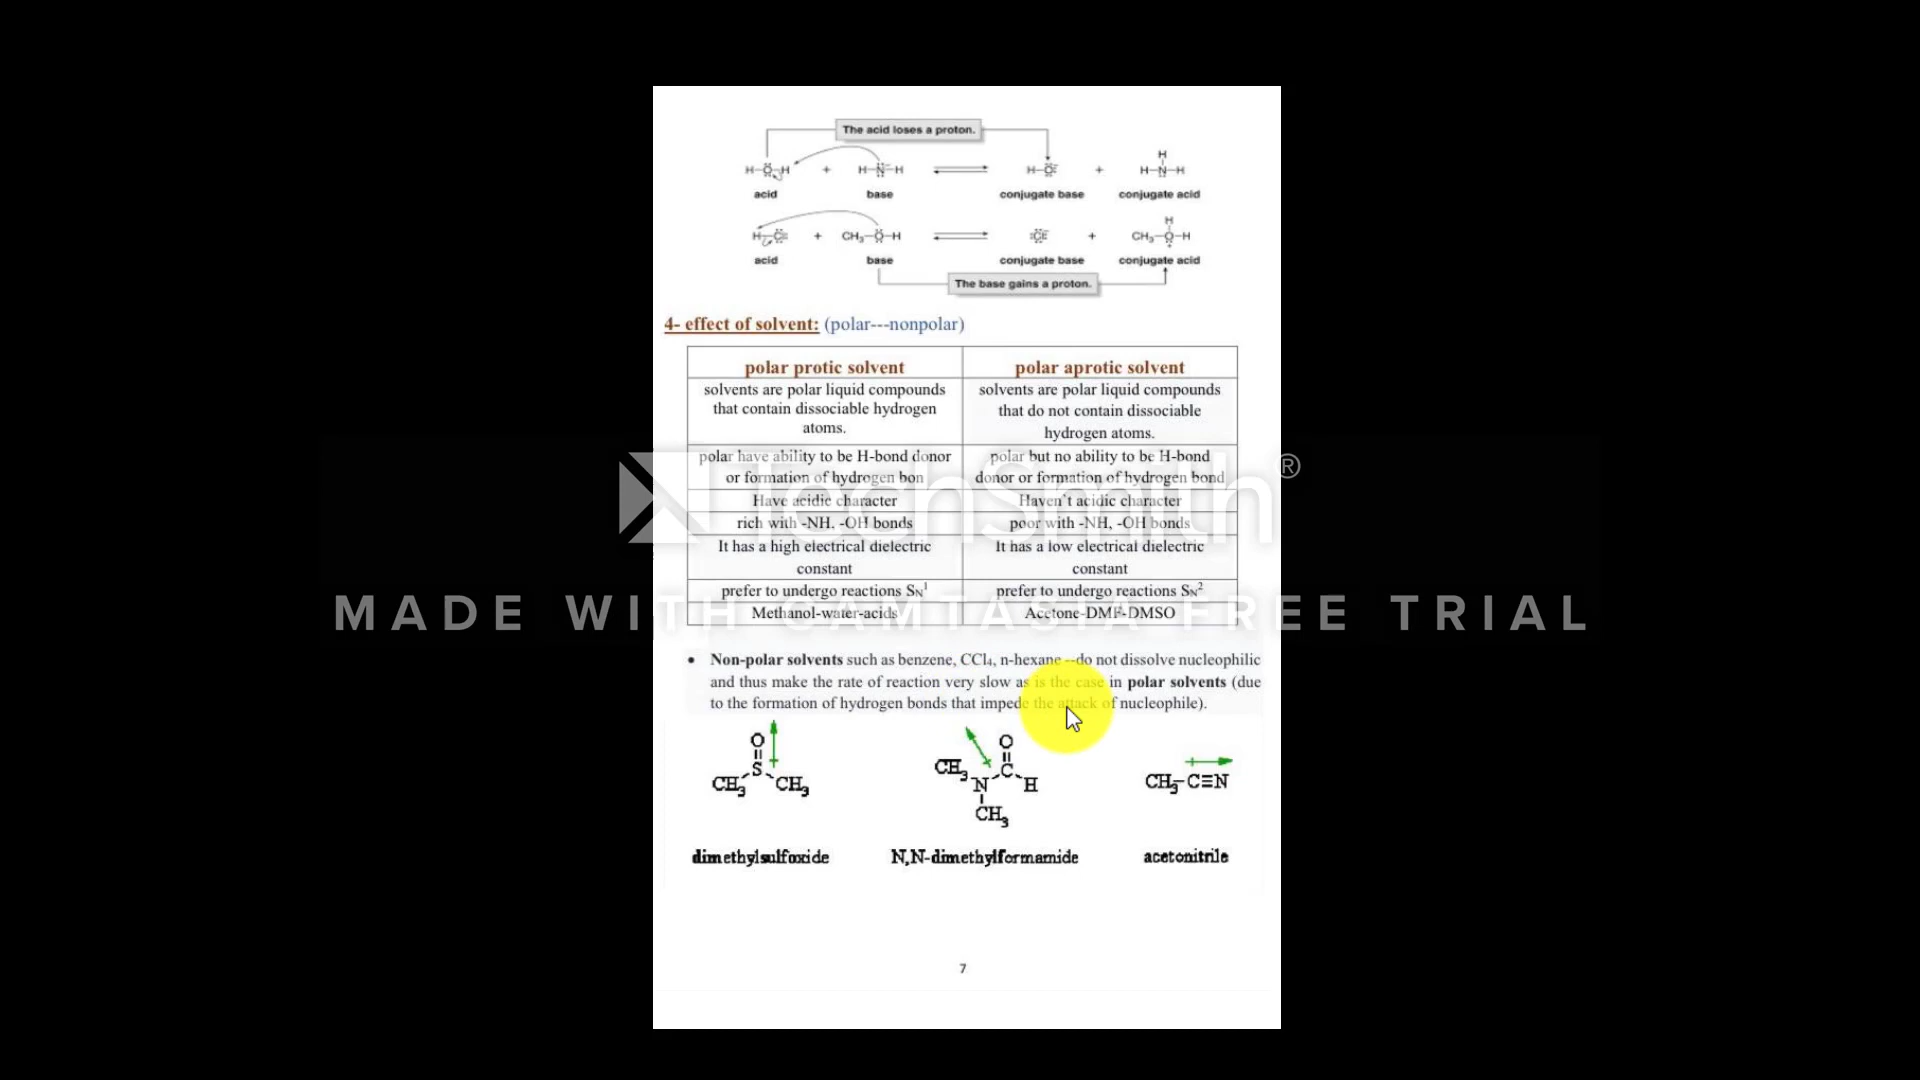 The acid loses a proton.
H–O–H + H–N–H ⇌ H–O + H–N–H
H
acid base conjugate base conjugate acid
H
H–Cl + CH3–O–H ⇌ Cl + CH3–O–H
acid base conjugate base conjugate acid
The base gains a proton.
4- effect of solvent: (polar---nonpolar)
polar protic solvent
polar aprotic solvent
solvents are polar liquid compounds
that contain dissociable hydrogen
atoms.
solvents are polar liquid compounds
that do not contain dissociable
hydrogen atoms.
polar have ability to be H-bond donor
or formation of hydrogen bon
polar but no ability to be H-bond
donor or formation of hydrogen bond
Have acidic character
Haven't acidic character
rich with -NH, -OH bonds
poor with -NH, -OH bonds
It has a high electrical dielectric
constant
It has a low electrical dielectric
constant
prefer to undergo reactions SN1
prefer to undergo reactions SN2
Methanol-water-acids
Acetone-DMF-DMSO
TechSmith®
MADE WITH CAMTASIA FREE TRIAL
• Non-polar solvents such as benzene, CCl4, n-hexane --do not dissolve nucleophilic
and thus make the rate of reaction very slow as is the case in polar solvents (due
to the formation of hydrogen bonds that impede the attack of nucleophile).
O
S
CH3 CH3
O
CH3 C
N H
CH3
CH3–C≡N
dimethylsulfoxide
N,N-dimethylformamide
acetonitrile
7